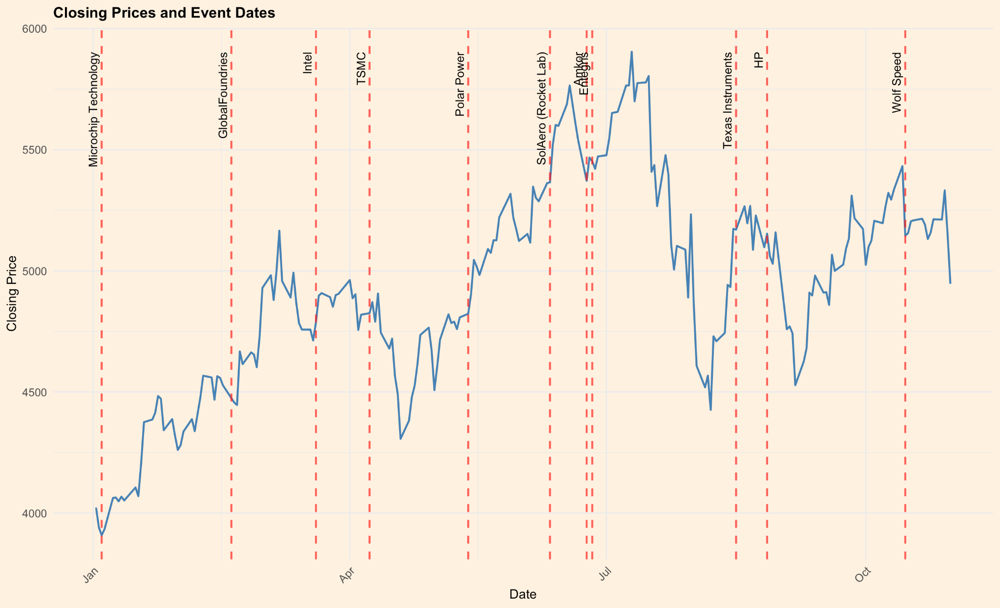 Closing Prices and Event Dates
6000
5500
5000
4500
4000
Closing Price
Microchip Technology
GlobalFoundries
Intel
TSMC
Polar Power
SolAero (Rocket Lab)
Amkor
Entegris
Texas Instruments
HP
Wolf Speed
Jan
Apr
Jul
Oct
Date